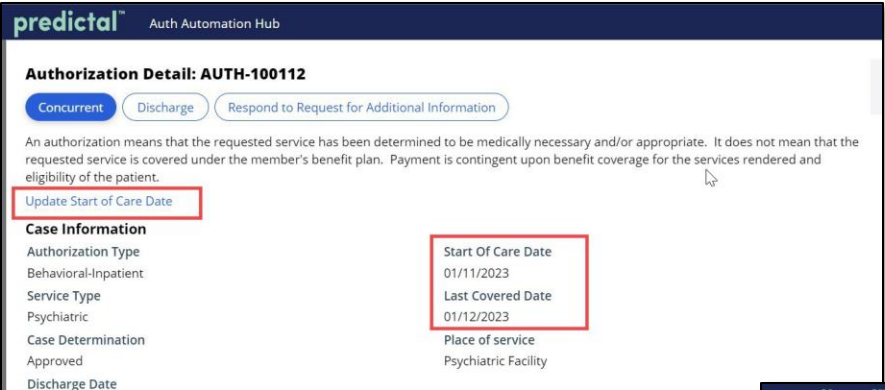 predictal™ Auth Automation Hub
Authorization Detail: AUTH-100112
Concurrent Discharge Respond to Request for Additional Information
An authorization means that the requested service has been determined to be medically necessary and/or appropriate. It does not mean that the
requested service is covered under the member's benefit plan. Payment is contingent upon benefit coverage for the services rendered and
eligibility of the patient.
Update Start of Care Date
Case Information
Authorization Type Start Of Care Date
Behavioral-Inpatient 01/11/2023
Service Type Last Covered Date
Psychiatric 01/12/2023
Case Determination Place of service
Approved Psychiatric Facility
Discharge Date